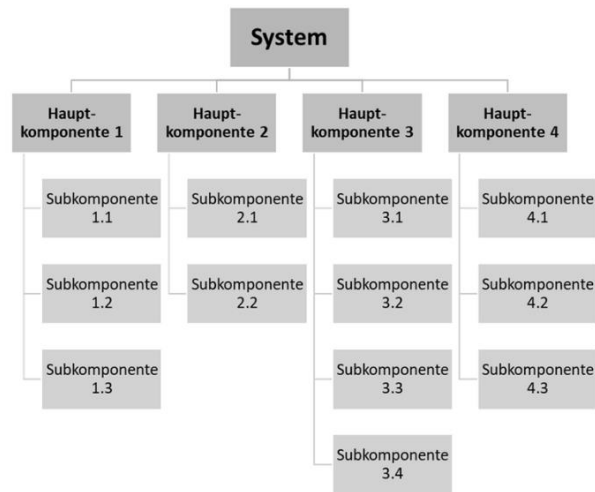 System
Haupt-
komponente 1
Haupt-
komponente 2
Haupt-
komponente 3
Haupt-
komponente 4
Subkomponente
1.1
Subkomponente
2.1
Subkomponente
3.1
Subkomponente
4.1
Subkomponente
1.2
Subkomponente
2.2
Subkomponente
3.2
Subkomponente
4.2
Subkomponente
1.3
Subkomponente
3.3
Subkomponente
4.3
Subkomponente
3.4